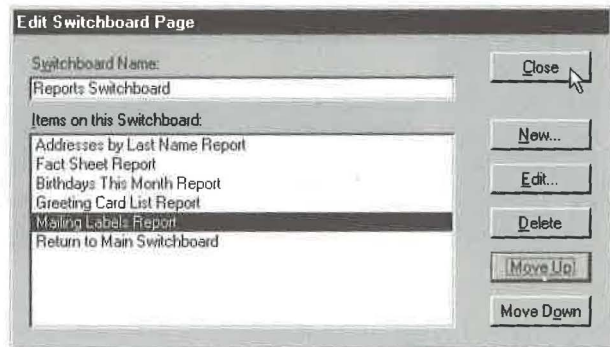 Edit Switchboard Page
Switchboard Name:
Reports Switchboard
Items on this Switchboard:
Addresses by Last Name Report
Fact Sheet Report
Birthdays This Month Report
Greeting Card List Report
Mailing Labels Report
Return to Main Switchboard
Close
New...
Edit...
Delete
Move Up
Move Down